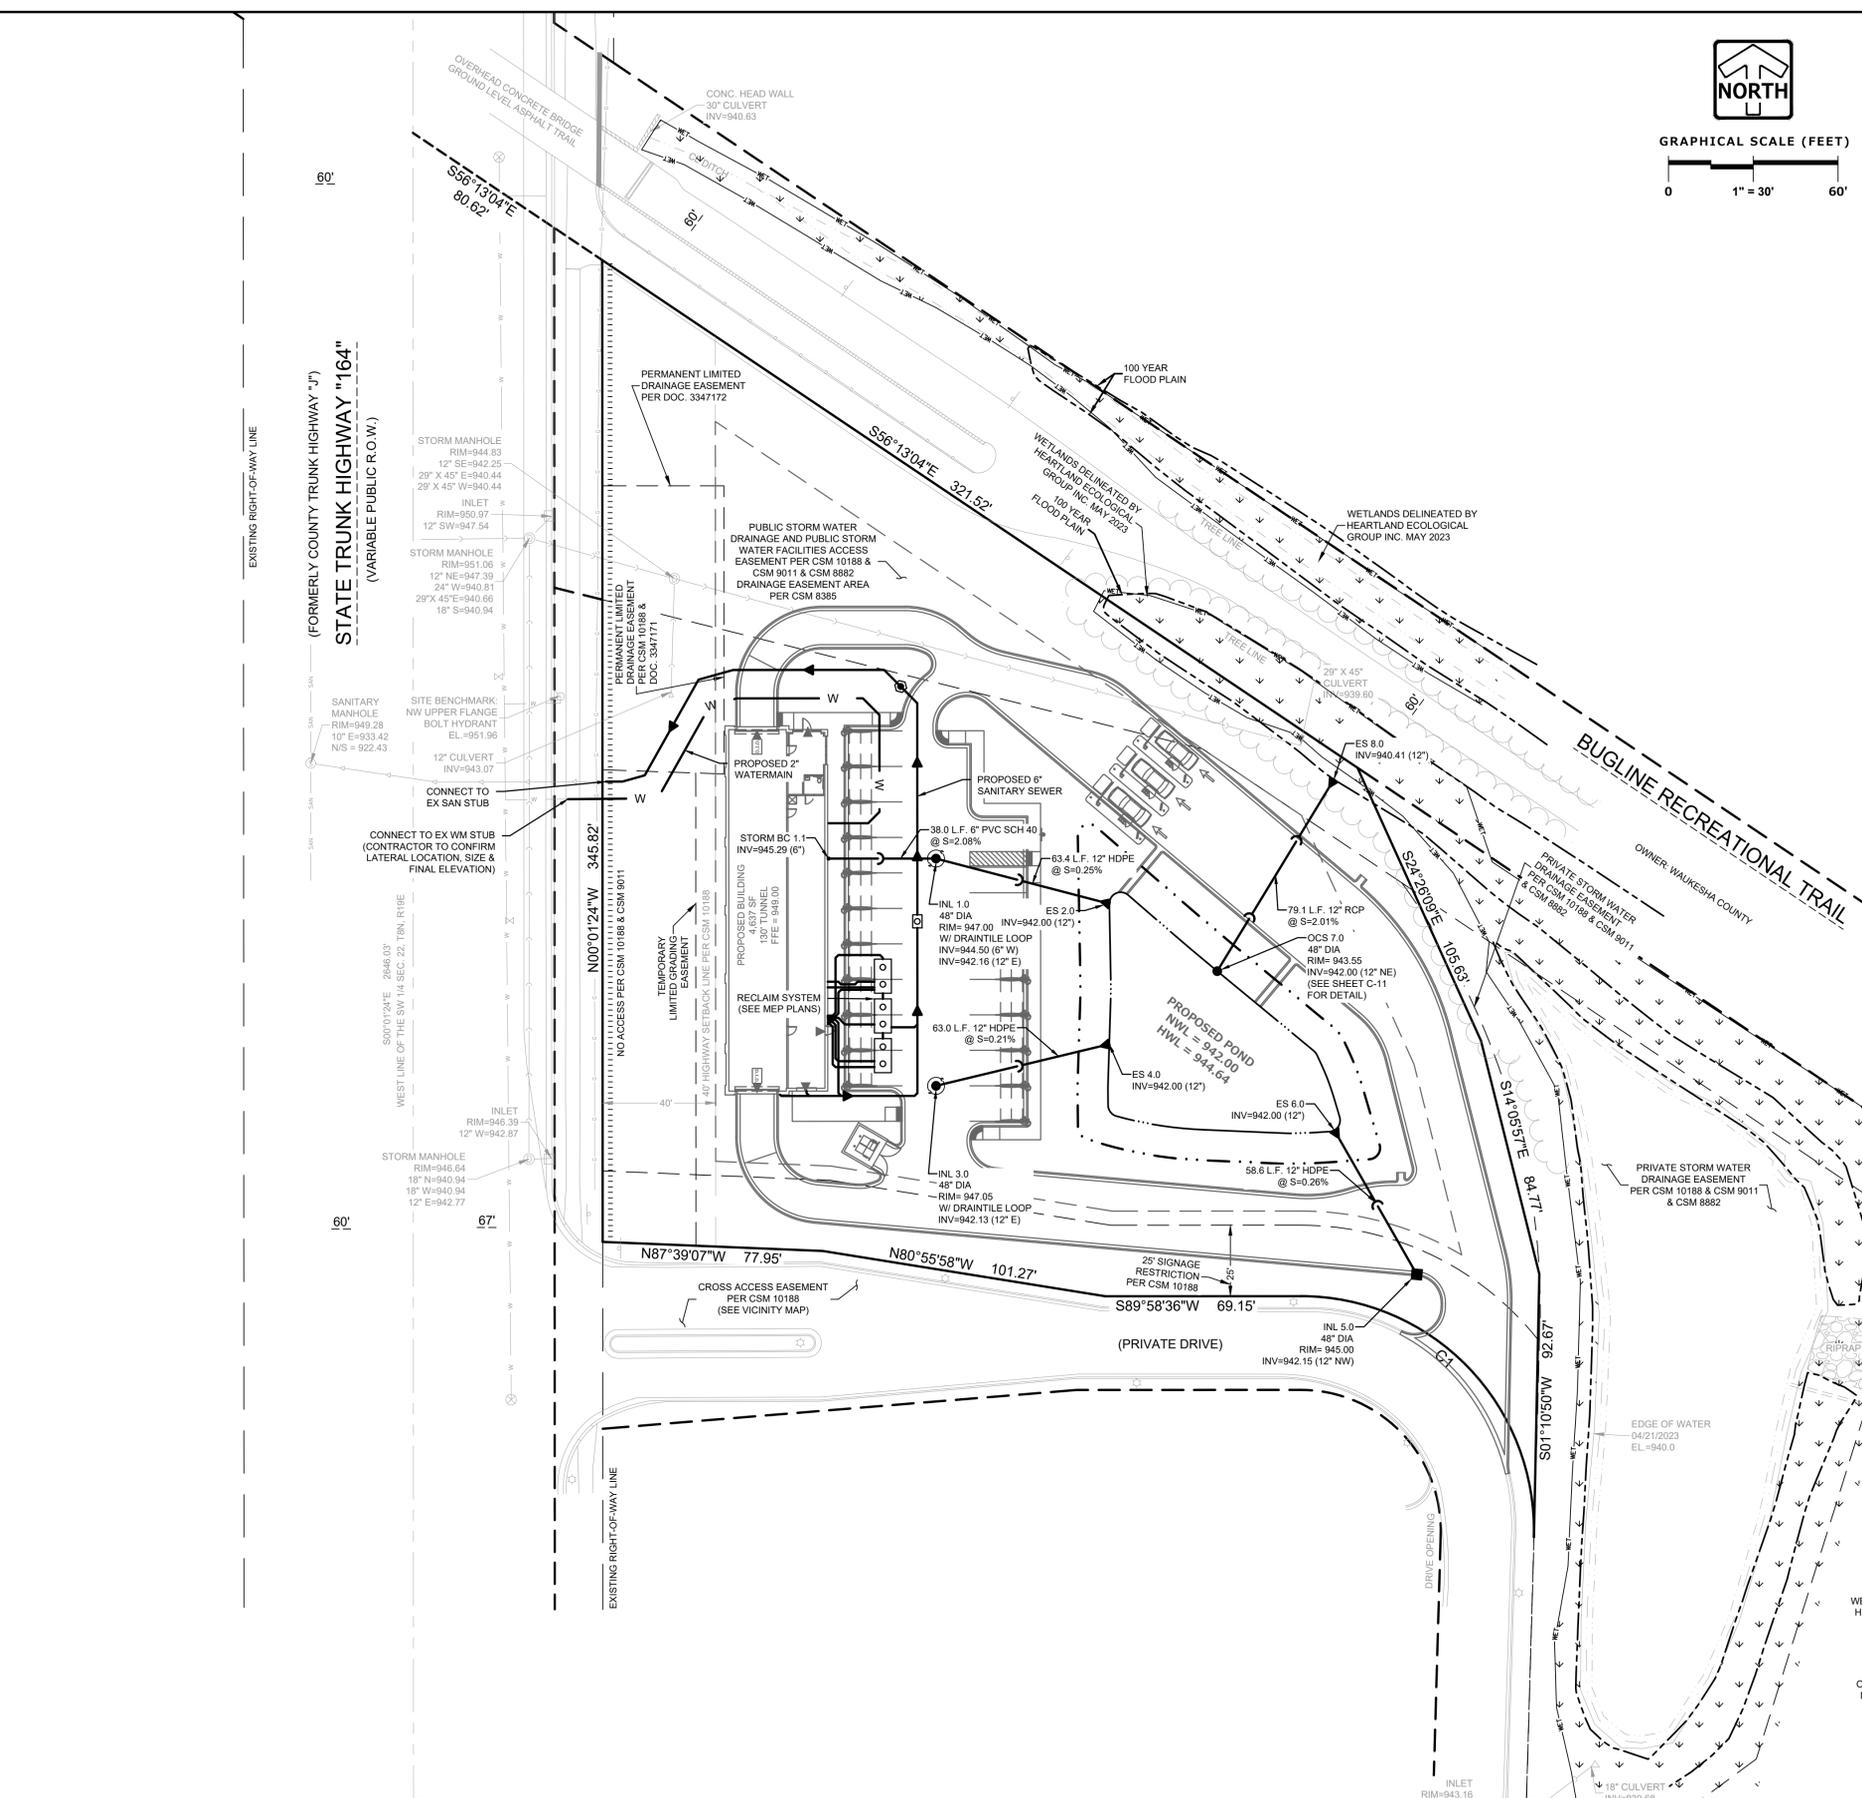 NORTH
GRAPHICAL SCALE (FEET)
0 1" = 30' 60'
OVERHEAD CONCRETE BRIDGE
GROUND LEVEL ASPHALT TRAIL
CONC. HEAD WALL
30" CULVERT
INV=940.63
DITCH
60'
S56°13'04"E
80.62'
60'
EXISTING RIGHT-OF-WAY LINE
(FORMERLY COUNTY TRUNK HIGHWAY "J")
STATE TRUNK HIGHWAY "164"
(VARIABLE PUBLIC R.O.W.)
PERMANENT LIMITED
DRAINAGE EASEMENT
PER DOC. 3347172
100 YEAR
FLOOD PLAIN
S56°13'04"E 321.52'
WETLANDS DELINEATED BY
HEARTLAND ECOLOGICAL
GROUP INC. MAY 2023
100 YEAR
FLOOD PLAIN
TREE LINE
WETLANDS DELINEATED BY
HEARTLAND ECOLOGICAL
GROUP INC. MAY 2023
TREE LINE
STORM MANHOLE
RIM=944.83
12" SE=942.25
29" X 45" E=940.44
29' X 45" W=940.44
INLET
RIM=950.97
12" SW=947.54
STORM MANHOLE
RIM=951.06
12" NE=947.39
24" W=940.81
29"X 45"E=940.66
18" S=940.94
PUBLIC STORM WATER
DRAINAGE AND PUBLIC STORM
WATER FACILITIES ACCESS
EASEMENT PER CSM 10188 &
CSM 9011 & CSM 8882
DRAINAGE EASEMENT AREA
PER CSM 8385
PERMANENT LIMITED
DRAINAGE EASEMENT
PER CSM 10188 &
DOC. 3347171
29" X 45"
CULVERT
INV=939.60
60'
SANITARY
MANHOLE
RIM=949.28
10" E=933.42
N/S = 922.43
SITE BENCHMARK:
NW UPPER FLANGE
BOLT HYDRANT
EL.=951.96
12" CULVERT
INV=943.07
CONNECT TO
EX SAN STUB
CONNECT TO EX WM STUB
(CONTRACTOR TO CONFIRM
LATERAL LOCATION, SIZE &
FINAL ELEVATION)
W
W
W
W
PROPOSED 2"
WATERMAIN
PROPOSED 6"
SANITARY SEWER
ES 8.0
INV=940.41 (12")
BUGLINE RECREATIONAL TRAIL
OWNER: WAUKESHA COUNTY
STORM BC 1.1
INV=945.29 (6")
38.0 L.F. 6" PVC SCH 40
@ S=2.08%
63.4 L.F. 12" HDPE
@ S=0.25%
S24°26'09"E 105.63'
PRIVATE STORM WATER
DRAINAGE EASEMENT
PER CSM 10188 & CSM 9011
& CSM 8882
N00°01'24"W 345.82'
NO ACCESS PER CSM 10188 & CSM 9011
S00°01'24"E 2646.03'
WEST LINE OF THE SW 1/4 SEC. 22, T8N, R19E
TEMPORARY
LIMITED GRADING
EASEMENT
40' HIGHWAY SETBACK LINE PER CSM 10188
PROPOSED BUILDING
4,637 SF
130' TUNNEL
FFE = 949.00
INL 1.0
48" DIA
RIM= 947.00
W/ DRAINTILE LOOP
INV=944.50 (6" W)
INV=942.16 (12" E)
ES 2.0
INV=942.00 (12")
79.1 L.F. 12" RCP
@ S=2.01%
OCS 7.0
48" DIA
RIM= 943.55
INV=942.00 (12" NE)
(SEE SHEET C-11
FOR DETAIL)
RECLAIM SYSTEM
(SEE MEP PLANS)
63.0 L.F. 12" HDPE
@ S=0.21%
PROPOSED POND
NWL = 942.00
HWL = 944.64
ES 4.0
INV=942.00 (12")
ES 6.0
INV=942.00 (12")
40'
INLET
RIM=946.39
12" W=942.87
STORM MANHOLE
RIM=946.64
18" N=940.94
18" W=940.94
12" E=942.77
58.6 L.F. 12" HDPE
@ S=0.26%
INL 3.0
48" DIA
RIM= 947.05
W/ DRAINTILE LOOP
INV=942.13 (12" E)
S14°05'57"E 84.77'
PRIVATE STORM WATER
DRAINAGE EASEMENT
PER CSM 10188 & CSM 9011
& CSM 8882
60'
67'
N87°39'07"W 77.95'
N80°55'58"W 101.27'
25' SIGNAGE
RESTRICTION
PER CSM 10188
25'
S89°58'36"W 69.15'
CROSS ACCESS EASEMENT
PER CSM 10188
(SEE VICINITY MAP)
(PRIVATE DRIVE)
INL 5.0
48" DIA
RIM= 945.00
INV=942.15 (12" NW)
C1
S01°10'50"W 92.67'
RIPRAP
EDGE OF WATER
04/21/2023
EL.=940.0
EXISTING RIGHT-OF-WAY LINE
DRIVE OPENING
INLET
RIM=943.16
18" CULVERT